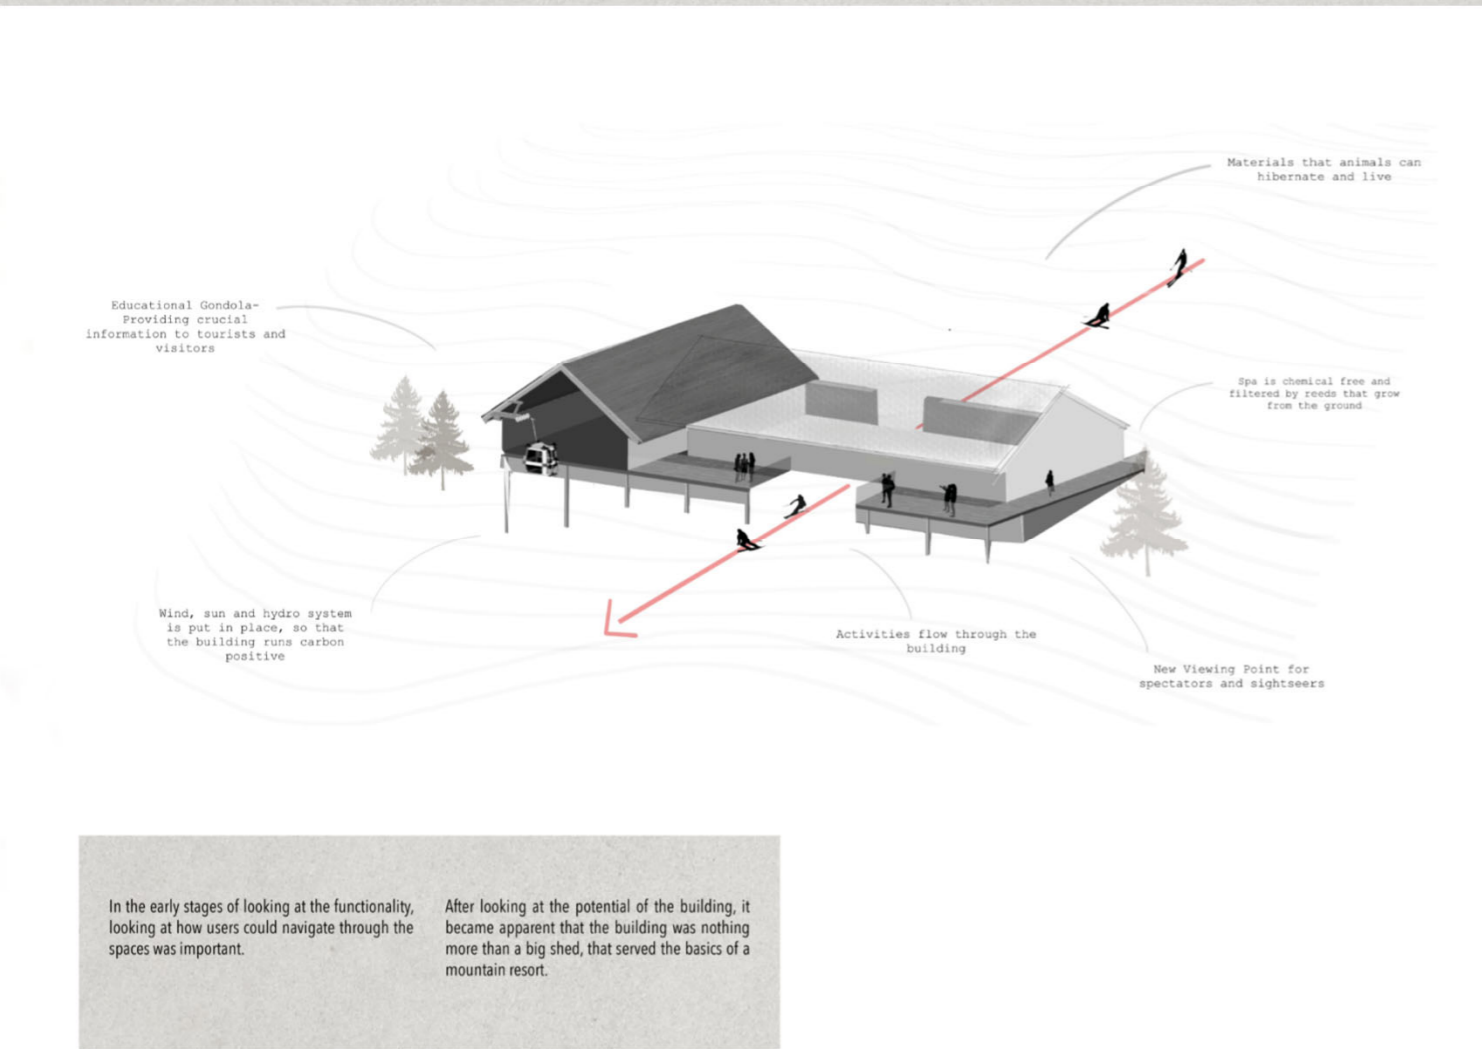 Materials that animals can
hibernate and live
Educational Gondola-
Providing crucial
information to tourists and
visitors
Spa is chemical free and
filtered by reeds that grow
from the ground
Wind, sun and hydro system
is put in place, so that
the building runs carbon
positive
Activities flow through the
building
New Viewing Point for
spectators and sightseers
In the early stages of looking at the functionality,
looking at how users could navigate through the
spaces was important.
After looking at the potential of the building, it
became apparent that the building was nothing
more than a big shed, that served the basics of a
mountain resort.